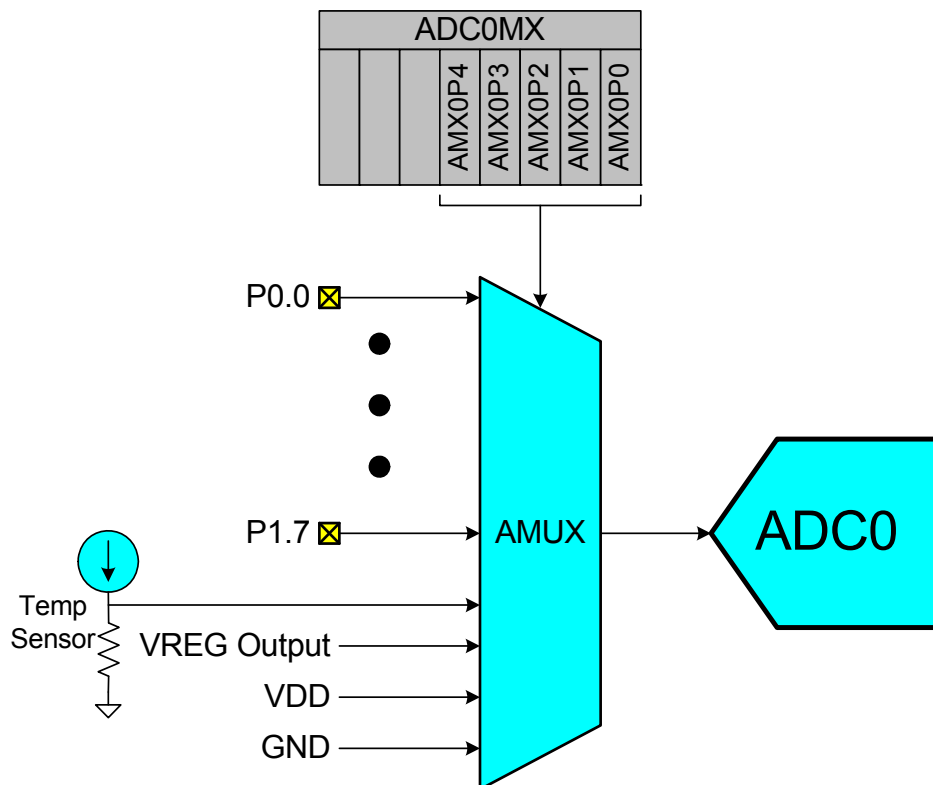 ADC0MX
AMX0P4
AMX0P3
AMX0P2
AMX0P1
AMX0P0
P0.0
P1.7
AMUX
ADC0
Temp
Sensor
VREG Output
VDD
GND